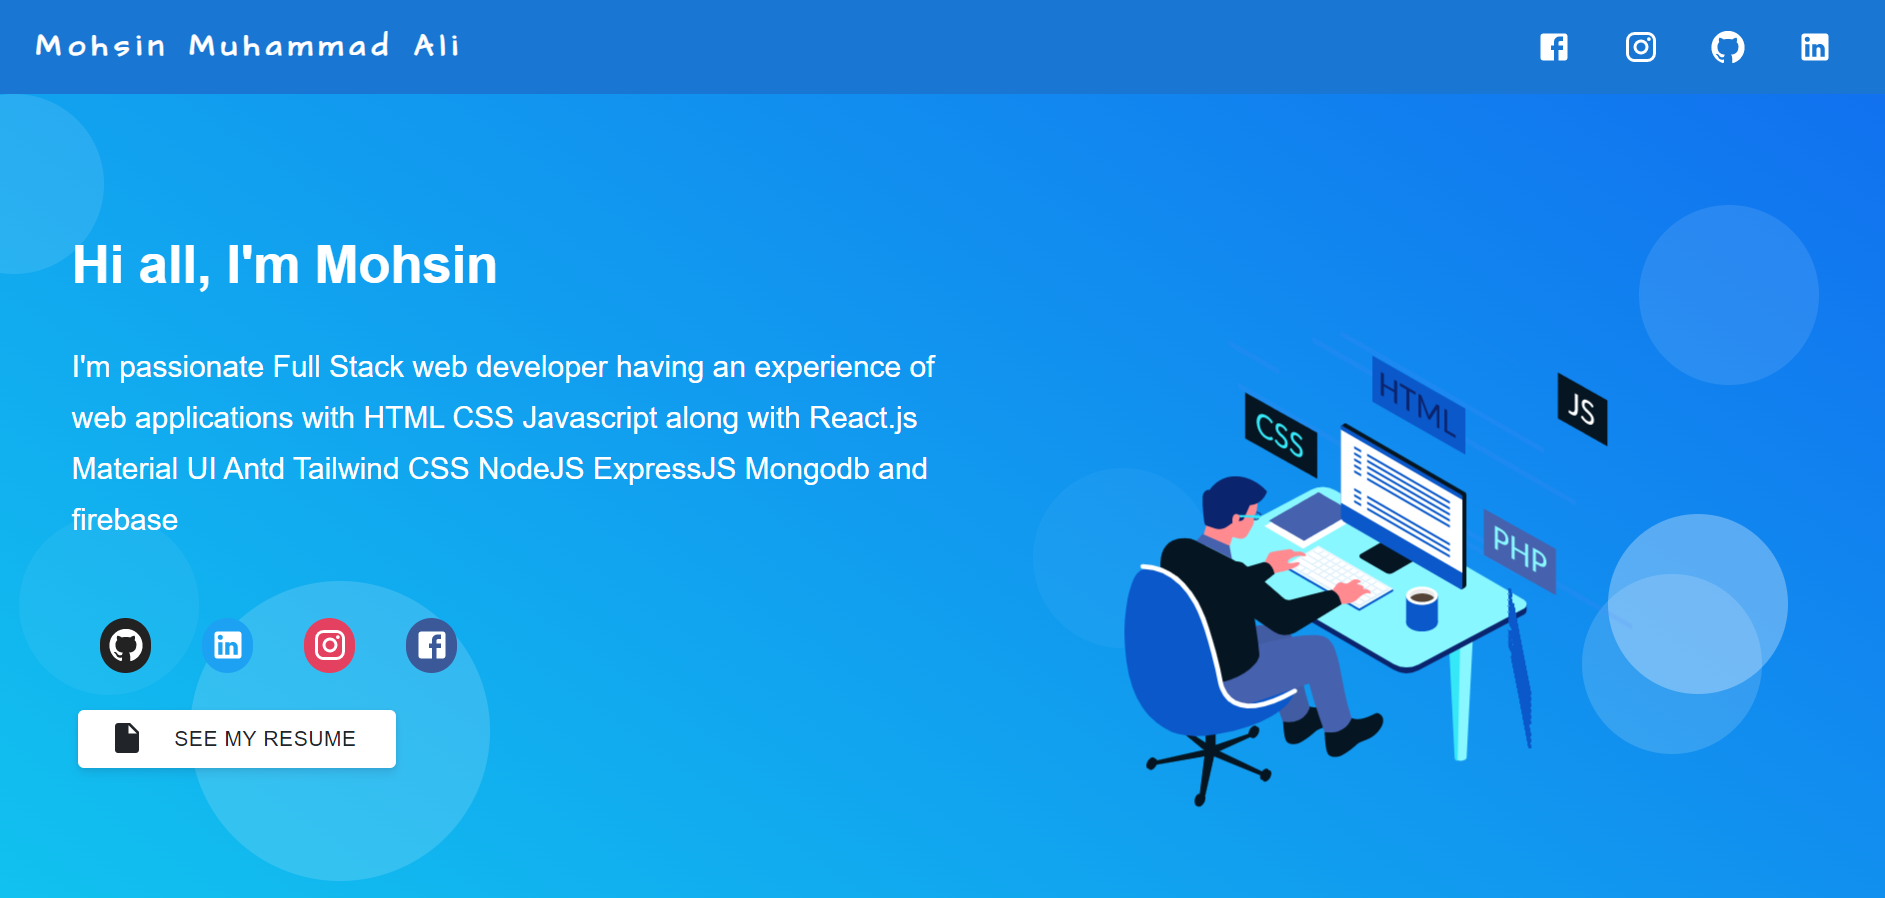 Mohsin Muhammad Ali
Hi all, I'm Mohsin
I'm passionate Full Stack web developer having an experience of
web applications with HTML CSS Javascript along with React.js
Material UI Antd Tailwind CSS NodeJS ExpressJS Mongodb and
firebase
SEE MY RESUME
HTML
JS
CSS
PHP